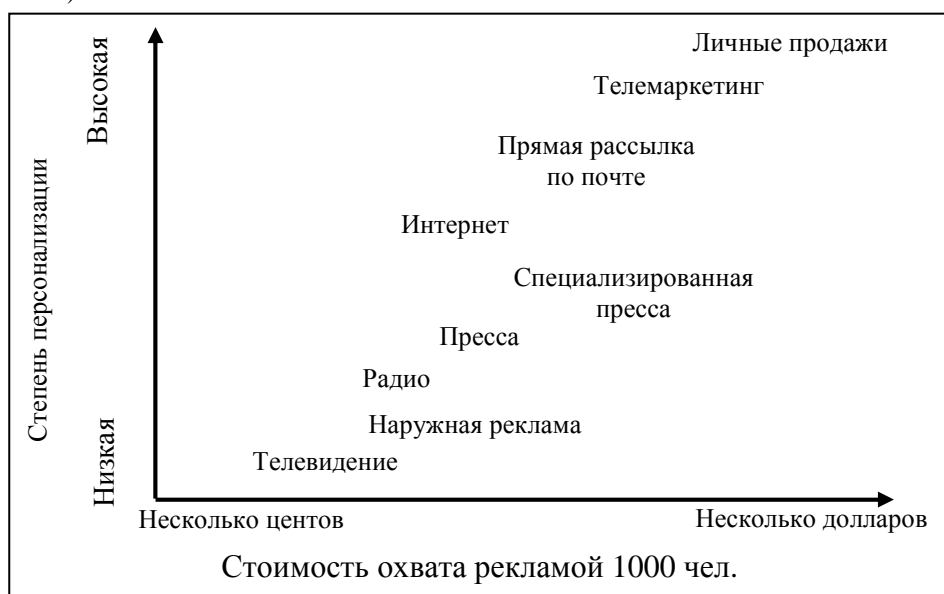 Личные продажи
Телемаркетинг
Прямая рассылка
по почте
Интернет
Специализированная
пресса
Пресса
Радио
Наружная реклама
Телевидение
Высокая
Степень персонализации
Низкая
Несколько центов
Несколько долларов
Стоимость охвата рекламой 1000 чел.